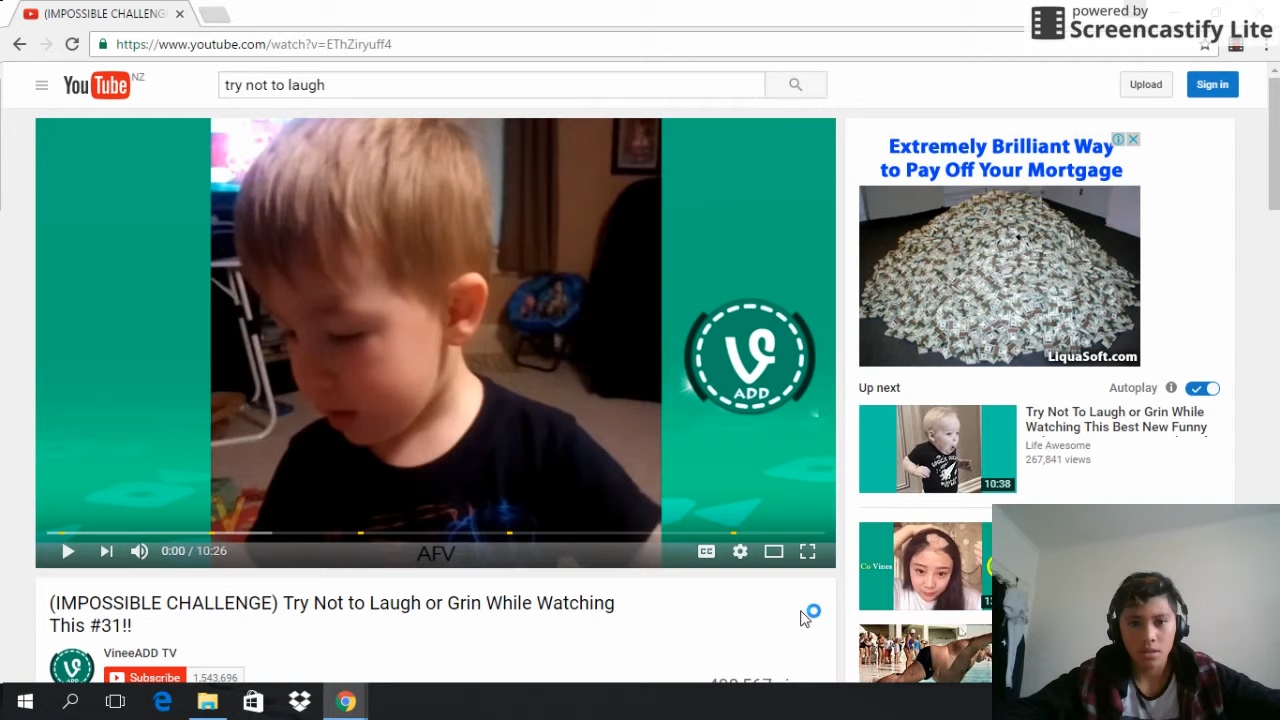 (IMPOSSIBLE CHALLENG
powered by
Screencastify Lite
https://www.youtube.com/watch?v=EThZiryuff4
YouTube NZ
try not to laugh
Upload
Sign in
Extremely Brilliant Way
to Pay Off Your Mortgage
LiquaSoft.com
ADD
Up next
Autoplay
Try Not To Laugh or Grin While
Watching This Best New Funny
Life Awesome
267,841 views
10:38
0:00 / 10:26
AFV
CC
Co Vines
(IMPOSSIBLE CHALLENGE) Try Not to Laugh or Grin While Watching
This #31!!
VineeADD TV
Subscribe
1,543,696